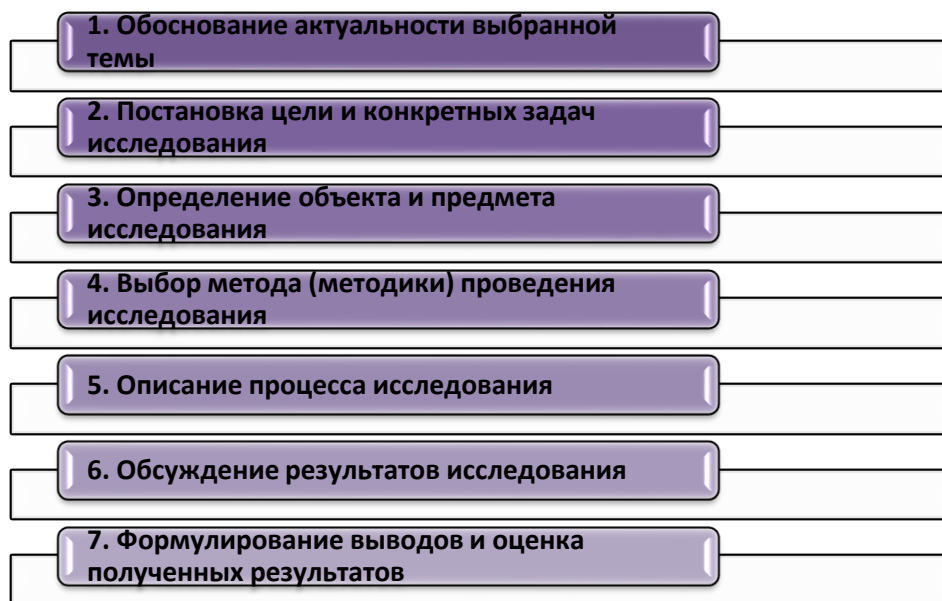 1. Обоснование актуальности выбранной
темы
2. Постановка цели и конкретных задач
исследования
3. Определение объекта и предмета
исследования
4. Выбор метода (методики) проведения
исследования
5. Описание процесса исследования
6. Обсуждение результатов исследования
7. Формулирование выводов и оценка
полученных результатов